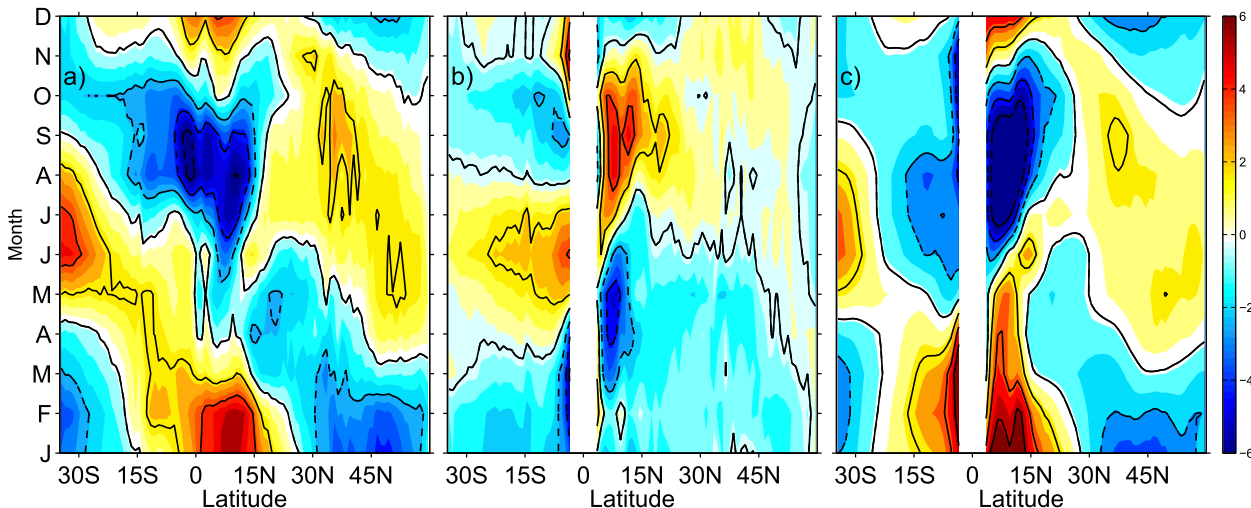 D
N
O
S
A
J
J
M
A
M
F
J
Month
a)
b)
c)
30S 15S 0 15N 30N 45N
30S 15S 0 15N 30N 45N
30S 15S 0 15N 30N 45N
Latitude
Latitude
Latitude
6
4
2
0
-2
-4
-6